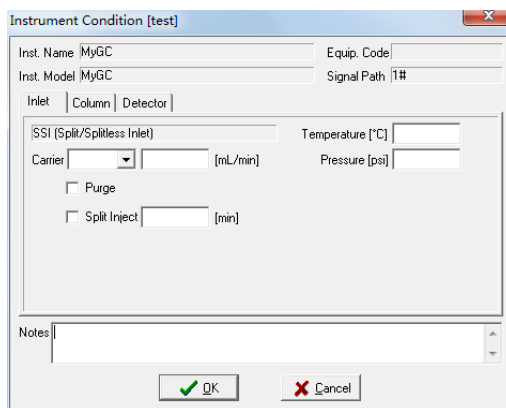 Instrument Condition [test]
Inst. Name MyGC Equip. Code
Inst. Model MyGC Signal Path 1#
Inlet Column Detector
SSI (Split/Splitless Inlet) Temperature [°C]
Carrier [mL/min] Pressure [psi]
Purge
Split Inject [min]
Notes
OK Cancel